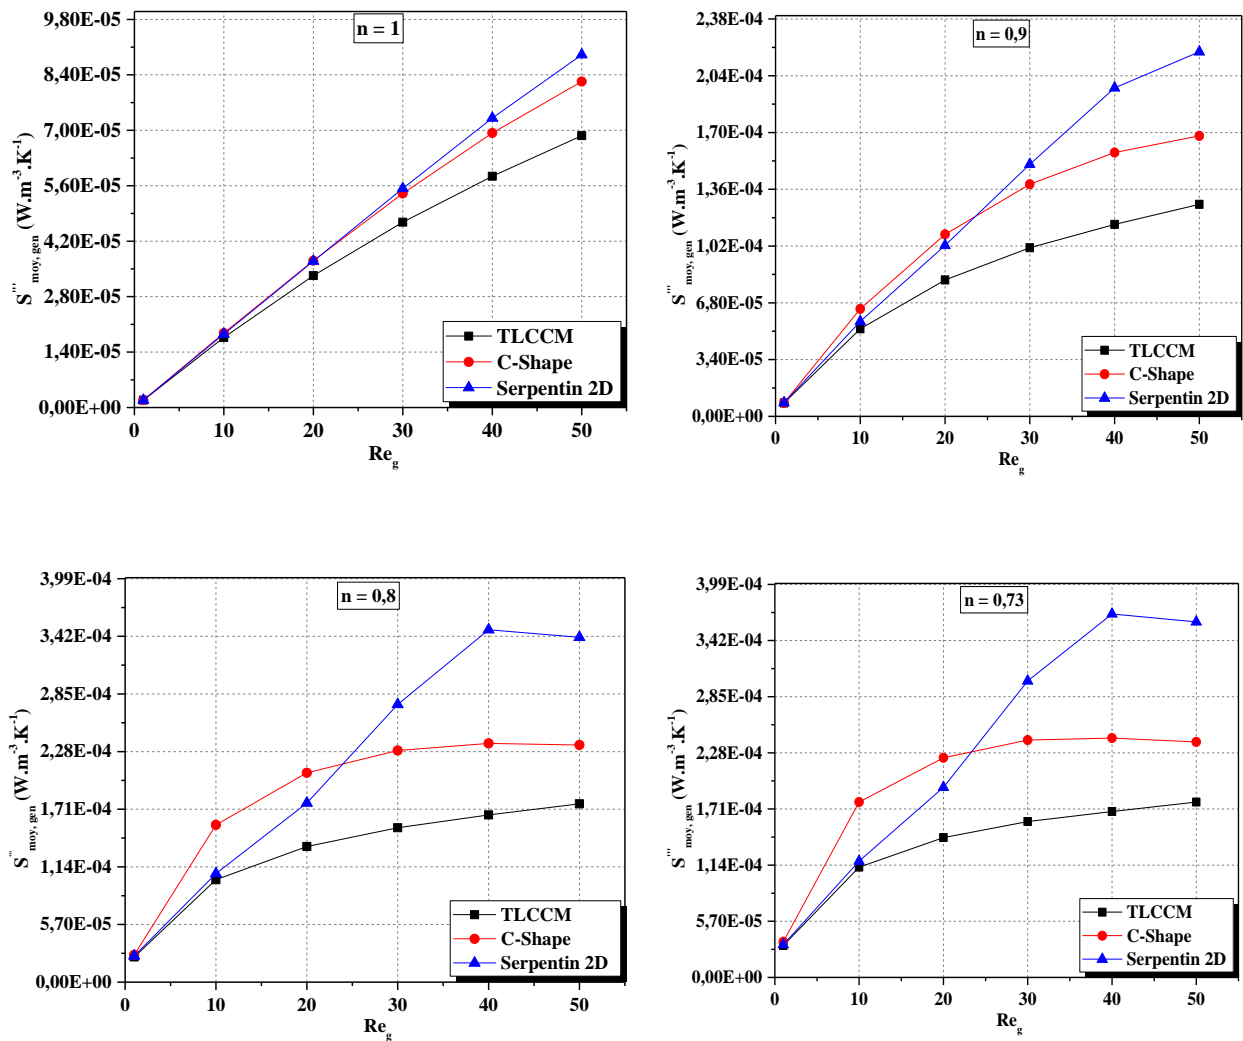 n = 1
S''' moy, gen (W.m-3.K-1)
9,80E-05
8,40E-05
7,00E-05
5,60E-05
4,20E-05
2,80E-05
1,40E-05
0,00E+00
TLCCM
C-Shape
Serpentin 2D
0 10 20 30 40 50
Reg
n = 0,9
S''' moy, gen (W.m-3.K-1)
2,38E-04
2,04E-04
1,70E-04
1,36E-04
1,02E-04
6,80E-05
3,40E-05
0,00E+00
TLCCM
C-Shape
Serpentin 2D
0 10 20 30 40 50
Reg
n = 0,8
S''' moy, gen (W.m-3.K-1)
3,99E-04
3,42E-04
2,85E-04
2,28E-04
1,71E-04
1,14E-04
5,70E-05
0,00E+00
TLCCM
C-Shape
Serpentin 2D
0 10 20 30 40 50
Reg
n = 0,73
S''' moy, gen (W.m-3.K-1)
3,99E-04
3,42E-04
2,85E-04
2,28E-04
1,71E-04
1,14E-04
5,70E-05
0,00E+00
TLCCM
C-Shape
Serpentin 2D
0 10 20 30 40 50
Reg